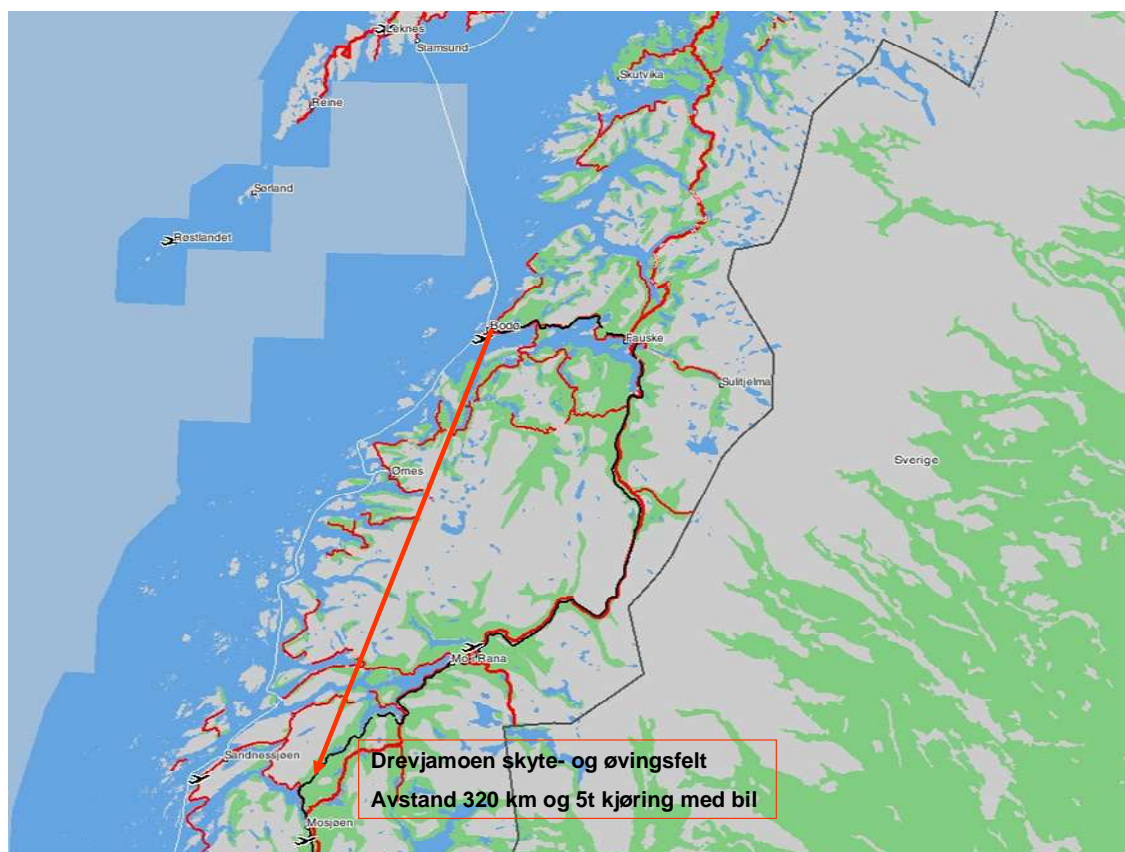 Leknes
Stamsund
Skutvika
Reine
Sørland
Røstlandet
Bodø
Fauske
Sulitjelma
Sverige
Ørnes
Mo i Rana
Sandnessjøen
Drevjamoen skyte- og øvingsfelt
Avstand 320 km og 5t kjøring med bil
Mosjøen